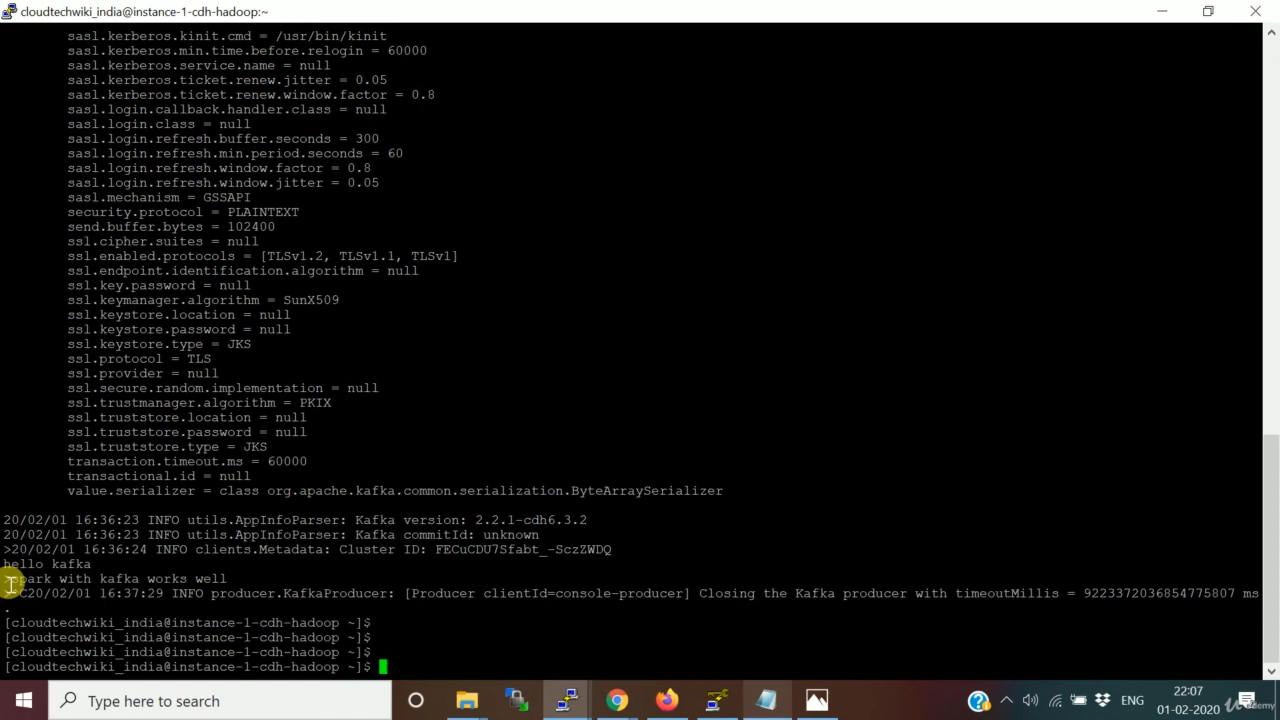 cloudtechwiki_india@instance-1-cdh-hadoop:~
sasl.kerberos.kinit.cmd = /usr/bin/kinit
sasl.kerberos.min.time.before.relogin = 60000
sasl.kerberos.service.name = null
sasl.kerberos.ticket.renew.jitter = 0.05
sasl.kerberos.ticket.renew.window.factor = 0.8
sasl.login.callback.handler.class = null
sasl.login.class = null
sasl.login.refresh.buffer.seconds = 300
sasl.login.refresh.min.period.seconds = 60
sasl.login.refresh.window.factor = 0.8
sasl.login.refresh.window.jitter = 0.05
sasl.mechanism = GSSAPI
security.protocol = PLAINTEXT
send.buffer.bytes = 102400
ssl.cipher.suites = null
ssl.enabled.protocols = [TLSv1.2, TLSv1.1, TLSv1]
ssl.endpoint.identification.algorithm = null
ssl.key.password = null
ssl.keymanager.algorithm = SunX509
ssl.keystore.location = null
ssl.keystore.password = null
ssl.keystore.type = JKS
ssl.protocol = TLS
ssl.provider = null
ssl.secure.random.implementation = null
ssl.trustmanager.algorithm = PKIX
ssl.truststore.location = null
ssl.truststore.password = null
ssl.truststore.type = JKS
transaction.timeout.ms = 60000
transactional.id = null
value.serializer = class org.apache.kafka.common.serialization.ByteArraySerializer
20/02/01 16:36:23 INFO utils.AppInfoParser: Kafka version: 2.2.1-cdh6.3.2
20/02/01 16:36:23 INFO utils.AppInfoParser: Kafka commitId: unknown
>20/02/01 16:36:24 INFO clients.Metadata: Cluster ID: FECuCDU7Sfabt_-SczZWDQ
hello kafka
>spark with kafka works well
C20/02/01 16:37:29 INFO producer.KafkaProducer: [Producer clientId=console-producer] Closing the Kafka producer with timeoutMillis = 9223372036854775807 ms
.
[cloudtechwiki_india@instance-1-cdh-hadoop ~]$
[cloudtechwiki_india@instance-1-cdh-hadoop ~]$
[cloudtechwiki_india@instance-1-cdh-hadoop ~]$
[cloudtechwiki_india@instance-1-cdh-hadoop ~]$
Type here to search
ENG
22:07
01-02-2020
Udemy